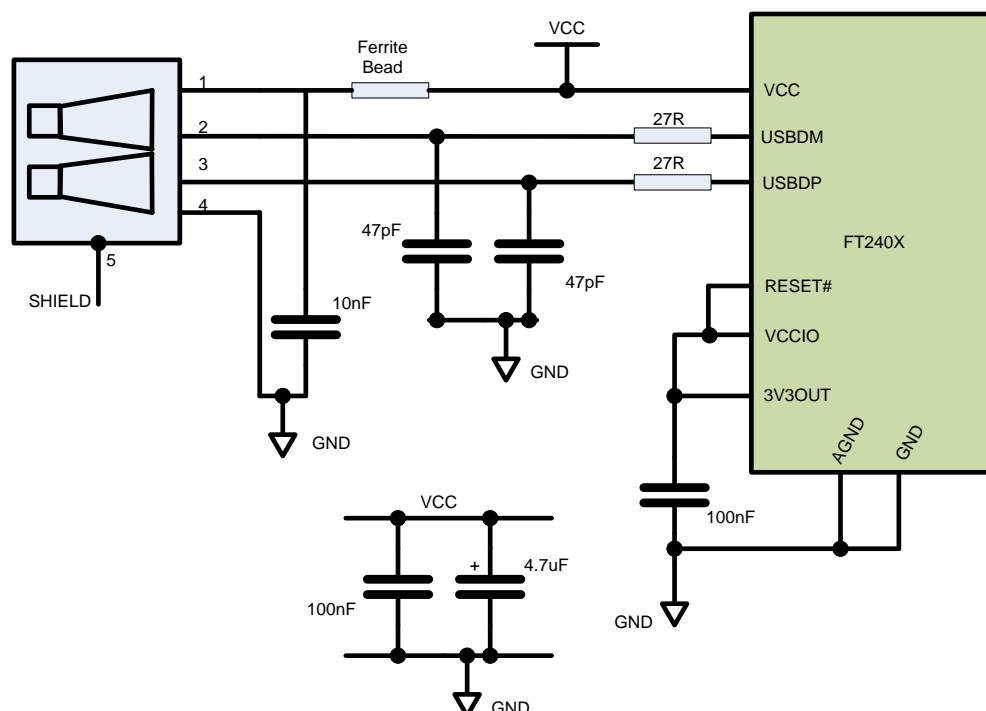 VCC
Ferrite
Bead
1
VCC
27R
2
USBDM
27R
3
USBDP
4
47pF
FT240X
5
47pF
RESET#
SHIELD
10nF
VCCIO
GND
3V3OUT
GND
AGND
GND
VCC
100nF
+
4.7uF
100nF
GND
GND